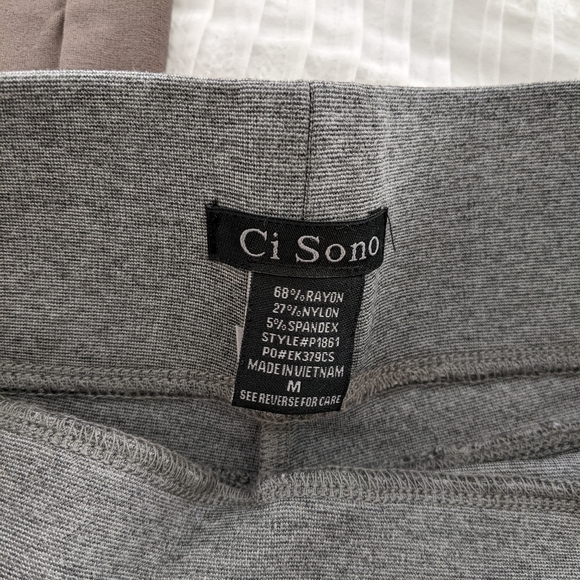 Ci Sono
68%RAYON
27%NYLON
5%SPANDEX
STYLE#P1861
PO#EK379CS
MADE IN VIETNAM
M
SEE REVERSE FOR CARE